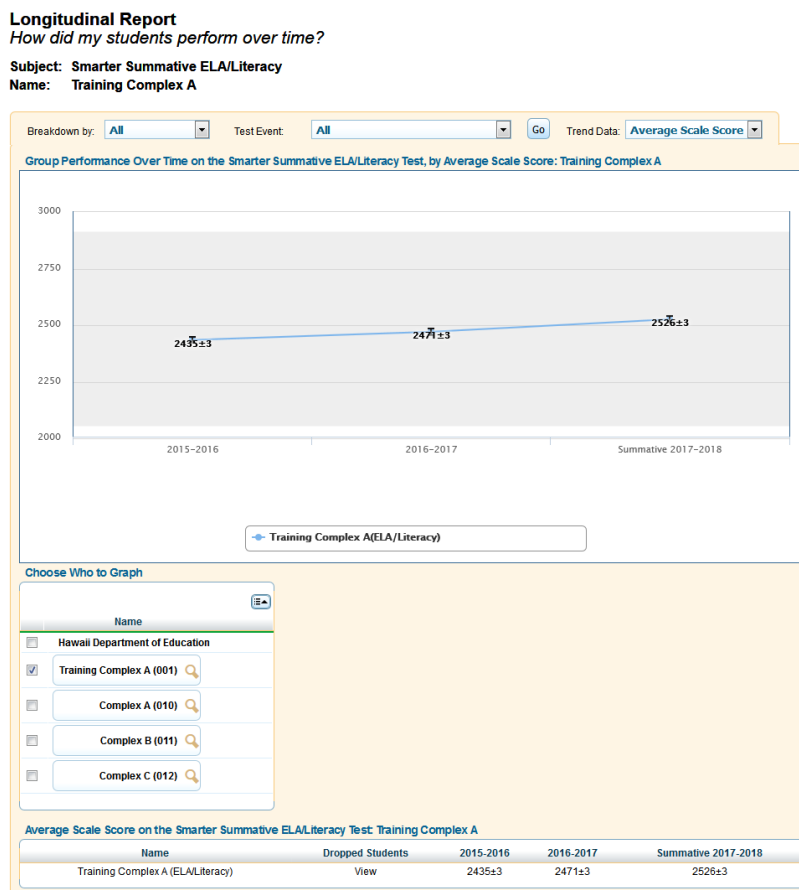 Longitudinal Report
How did my students perform over time?
Subject: Smarter Summative ELA/Literacy
Name: Training Complex A
Breakdown by: All Test Event: All Go Trend Data: Average Scale Score
Group Performance Over Time on the Smarter Summative ELA/Literacy Test, by Average Scale Score: Training Complex A
3000
2750
2500
2250
2000
2435±3
2471±3
2526±3
2015-2016 2016-2017 Summative 2017-2018
Training Complex A(ELA/Literacy)
Choose Who to Graph
Name
Hawaii Department of Education
Training Complex A (001)
Complex A (010)
Complex B (011)
Complex C (012)
Average Scale Score on the Smarter Summative ELA/Literacy Test: Training Complex A
Name Dropped Students 2015-2016 2016-2017 Summative 2017-2018
Training Complex A (ELA/Literacy) View 2435±3 2471±3 2526±3